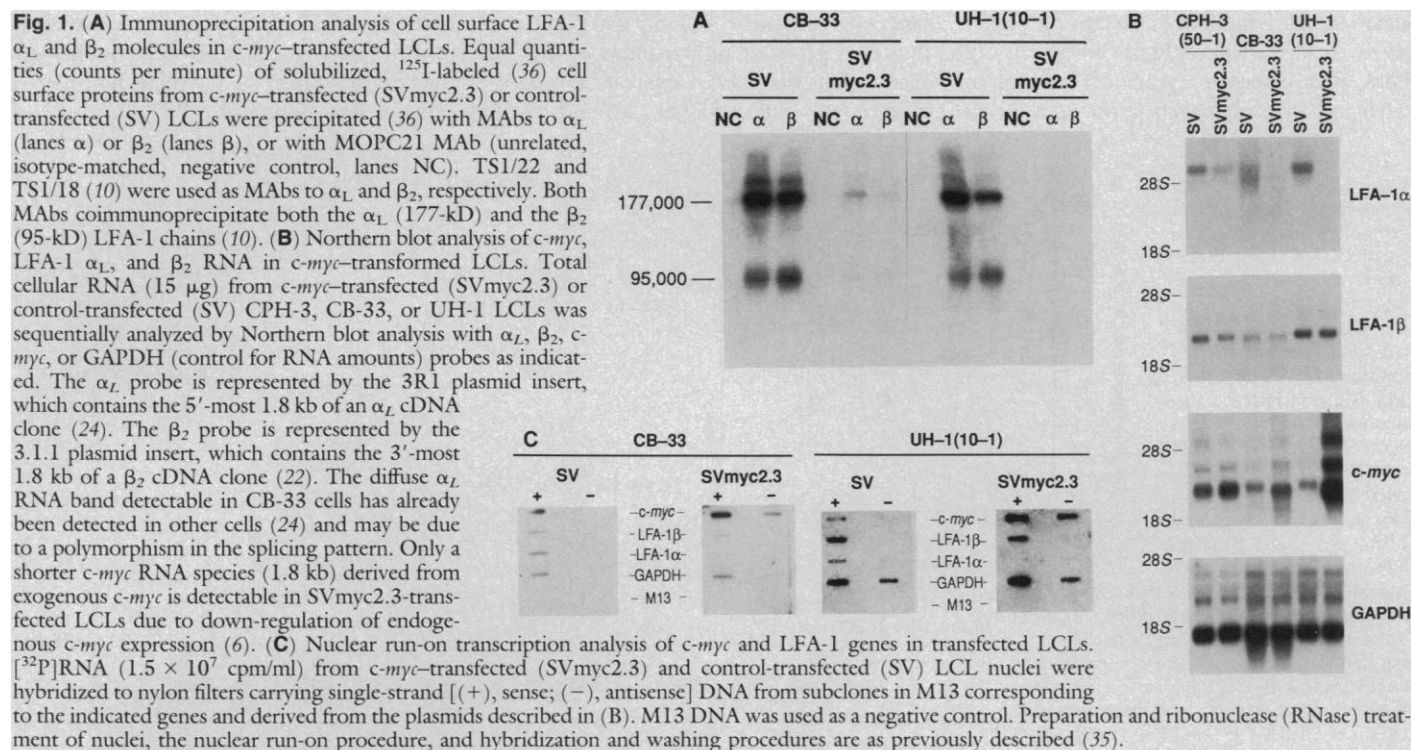 Fig. 1. (A) Immunoprecipitation analysis of cell surface LFA-1
αL and β2 molecules in c-myc–transfected LCLs. Equal quanti-
ties (counts per minute) of solubilized, 125I-labeled (36) cell
surface proteins from c-myc–transfected (SVmyc2.3) or control-
transfected (SV) LCLs were precipitated (36) with MAbs to αL
(lanes α) or β2 (lanes β), or with MOPC21 MAb (unrelated,
isotype-matched, negative control, lanes NC). TS1/22 and
TS1/18 (10) were used as MAbs to αL and β2, respectively. Both
MAbs coimmunoprecipitate both the αL (177-kD) and the β2
(95-kD) LFA-1 chains (10). (B) Northern blot analysis of c-myc,
LFA-1 αL, and β2 RNA in c-myc–transformed LCLs. Total
cellular RNA (15 μg) from c-myc–transfected (SVmyc2.3) or
control-transfected (SV) CPH-3, CB-33, or UH-1 LCLs was
sequentially analyzed by Northern blot analysis with αL, β2, c-
myc, or GAPDH (control for RNA amounts) probes as indicat-
ed. The αL probe is represented by the 3R1 plasmid insert,
which contains the 5′-most 1.8 kb of an αL cDNA
clone (24). The β2 probe is represented by the
3.1.1 plasmid insert, which contains the 3′-most
1.8 kb of a β2 cDNA clone (22). The diffuse αL
RNA band detectable in CB-33 cells has already
been detected in other cells (24) and may be due
to a polymorphism in the splicing pattern. Only a
shorter c-myc RNA species (1.8 kb) derived from
exogenous c-myc is detectable in SVmyc2.3-trans-
fected LCLs due to down-regulation of endoge-
nous c-myc expression (6). (C) Nuclear run-on transcription analysis of c-myc and LFA-1 genes in transfected LCLs.
[32P]RNA (1.5 × 10⁷ cpm/ml) from c-myc–transfected (SVmyc2.3) and control-transfected (SV) LCL nuclei were
hybridized to nylon filters carrying single-strand [(+), sense; (−), antisense] DNA from subclones in M13 corresponding
to the indicated genes and derived from the plasmids described in (B). M13 DNA was used as a negative control. Preparation and ribonuclease (RNase) treat-
ment of nuclei, the nuclear run-on procedure, and hybridization and washing procedures are as previously described (35).
A
CB–33 UH–1(10–1)
SV SV myc2.3 SV SV myc2.3
NC α β NC α β NC α β NC α β
177,000
95,000
B
CPH–3 (50–1) CB–33 UH–1 (10–1)
SV SVmyc2.3 SV SVmyc2.3 SV SVmyc2.3
28S
LFA–1α
18S
28S
LFA-1β
18S
28S
c-myc
18S
28S
GAPDH
18S
C
CB–33 UH–1(10–1)
SV SVmyc2.3 SV SVmyc2.3
+ − + − + − + −
–c-myc– –c-myc–
–LFA-1β– –LFA-1β–
–LFA-1α– –LFA-1α–
–GAPDH– –GAPDH–
– M13 – M13